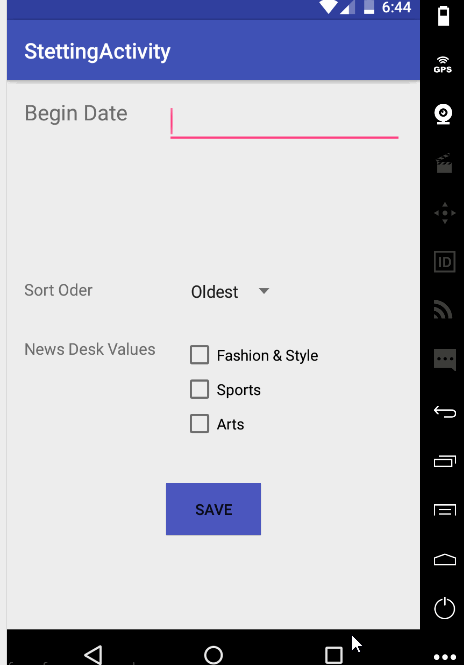 6:44
StettingActivity
GPS
Begin Date
ID
Sort Oder Oldest
News Desk Values Fashion & Style
Sports
Arts
SAVE